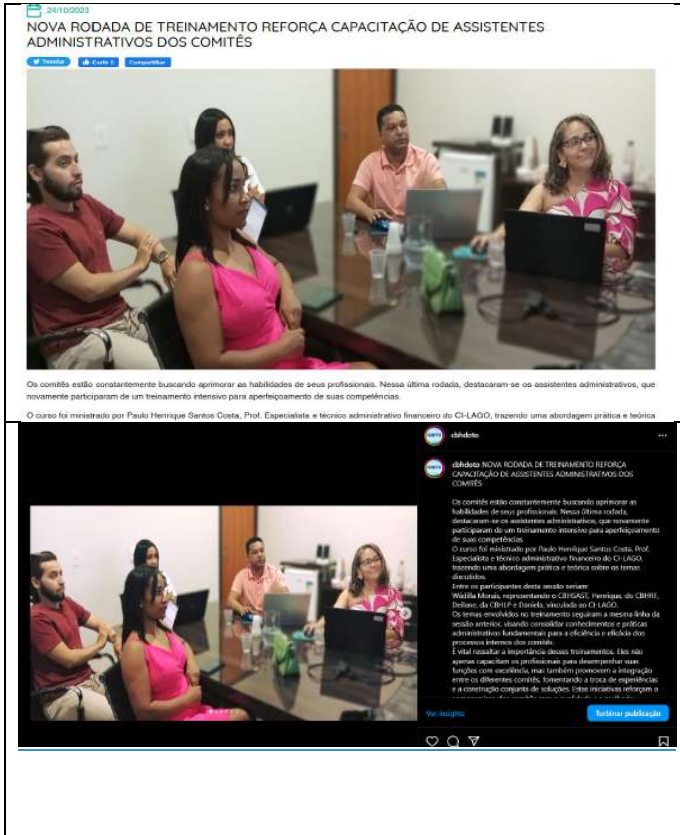 24/10/2023
NOVA RODADA DE TREINAMENTO REFORÇA CAPACITAÇÃO DE ASSISTENTES
ADMINISTRATIVOS DOS COMITÊS
Tweetar Curtir 0 Compartilhar
Os comitês estão constantemente buscando aprimorar as habilidades de seus profissionais. Nessa última rodada, destacaram-se os assistentes administrativos, que
novamente participaram de um treinamento intensivo para aperfeiçoamento de suas competências.
O curso foi ministrado por Paulo Henrique Santos Costa, Prof. Especialista e técnico administrativo financeiro do CI-LAGO, trazendo uma abordagem prática e teórica
cbhdoto
cbhdoto NOVA RODADA DE TREINAMENTO REFORÇA
CAPACITAÇÃO DE ASSISTENTES ADMINISTRATIVOS DOS
COMITÊS
Os comitês estão constantemente buscando aprimorar as
habilidades de seus profissionais. Nessa última rodada,
destacaram-se os assistentes administrativos, que novamente
participaram de um treinamento intensivo para aperfeiçoamento
de suas competências.
O curso foi ministrado por Paulo Henrique Santos Costa, Prof.
Especialista e técnico administrativo financeiro do CI-LAGO,
trazendo uma abordagem prática e teórica sobre os temas
discutidos.
Entre os participantes desta sessão seriam:
Wádilla Morais, representando o CBHSAST, Henrique, do CBHRF,
Dellane, da CBHLP e Daniela, vinculada ao CI-LAGO.
Os temas envolvidos no treinamento seguiram a mesma linha da
sessão anterior, visando consolidar conhecimentos e práticas
administrativas fundamentais para a eficiência e eficácia dos
processos internos dos comitês.
É vital ressaltar a importância desses treinamentos. Eles não
apenas capacitam os profissionais para desempenhar suas
funções com excelência, mas também promovem a integração
entre os diferentes comitês, fomentando a troca de experiências
e a construção conjunta de soluções. Estas iniciativas reforçam o
Ver insights Turbinar publicação